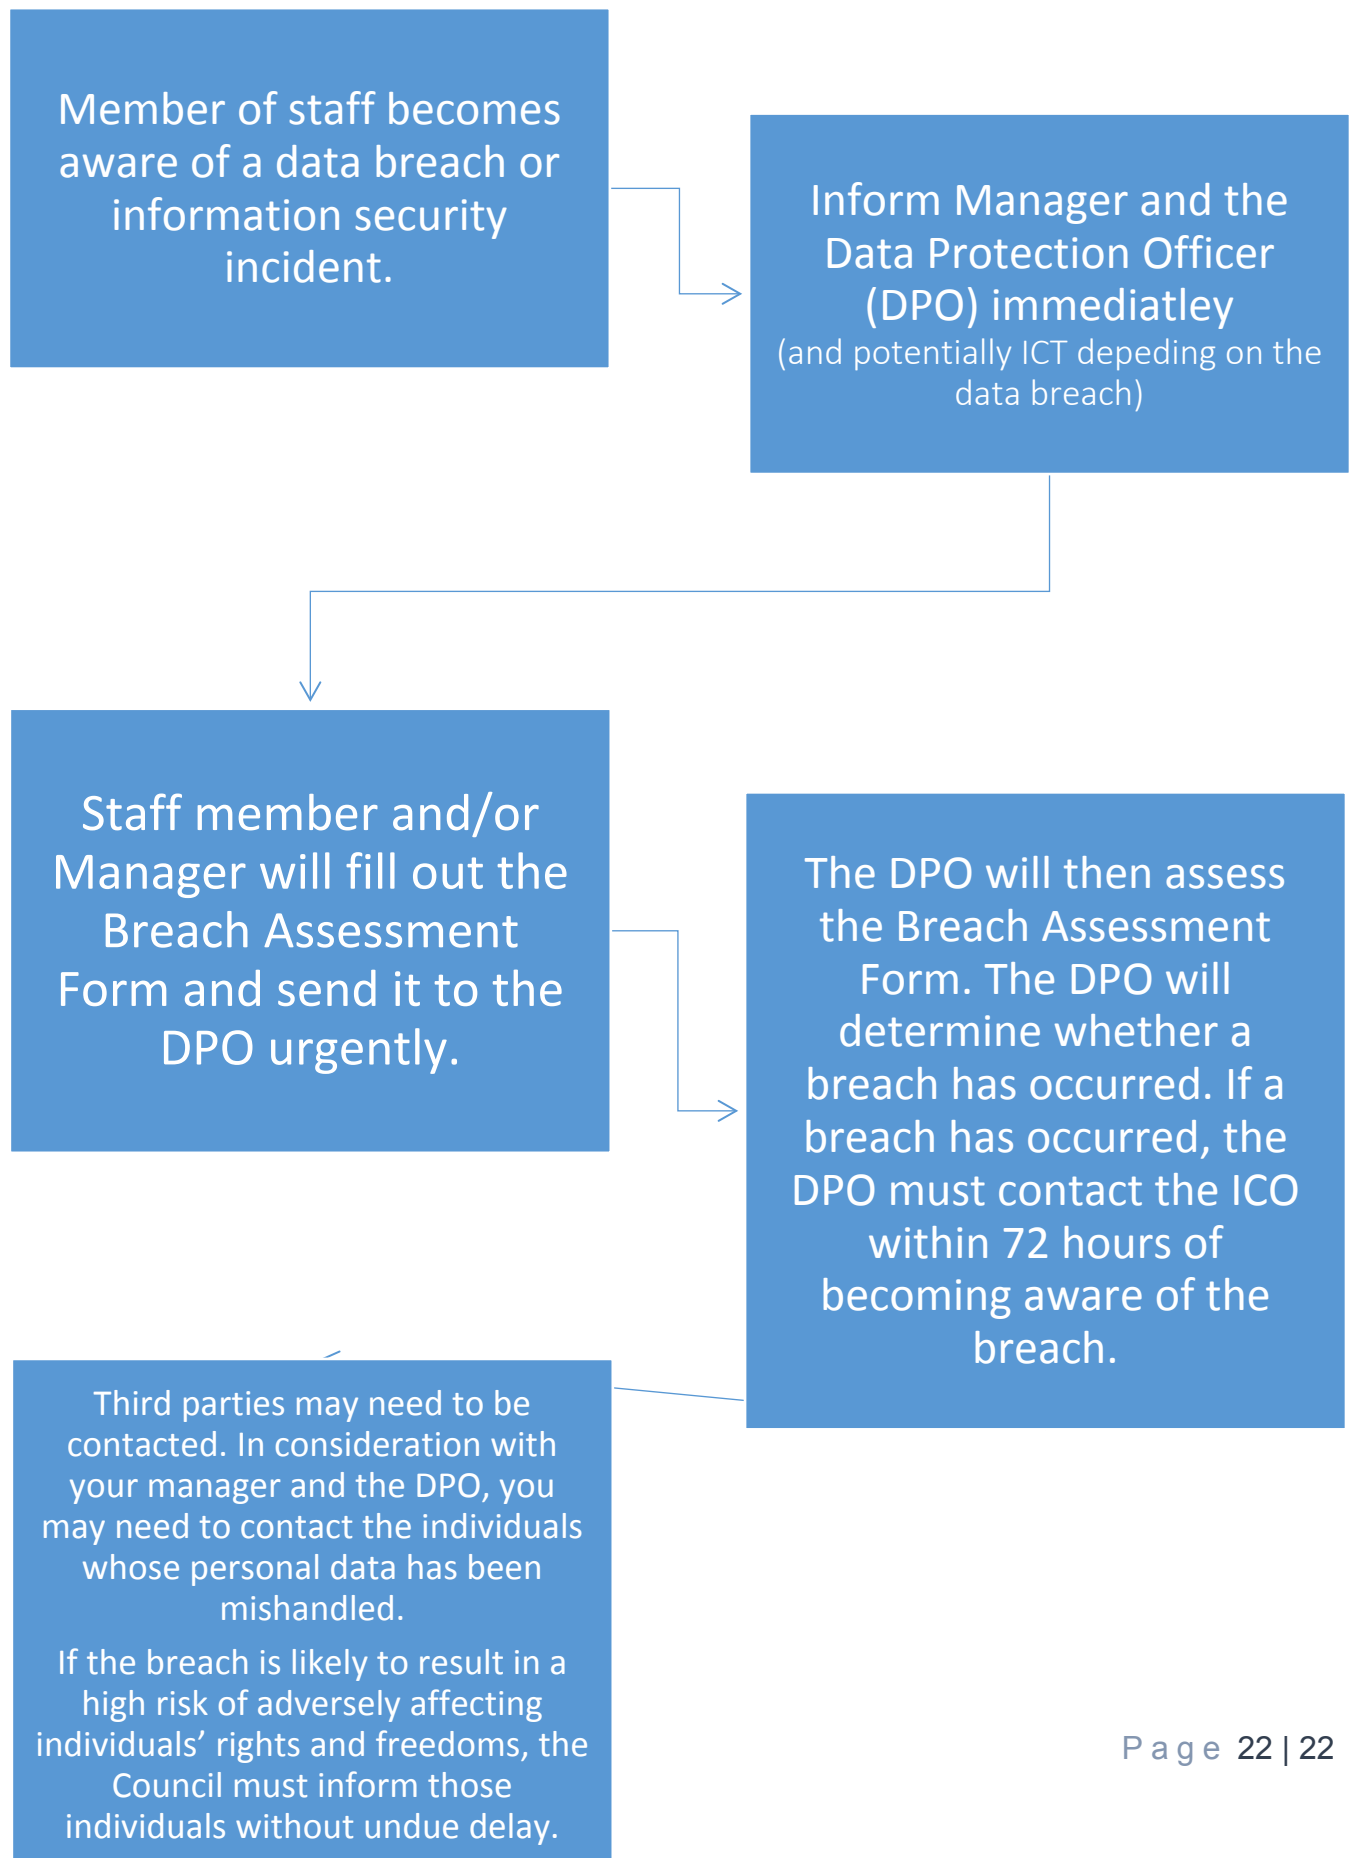 Member of staff becomes
aware of a data breach or
information security
incident.
Inform Manager and the
Data Protection Officer
(DPO) immediatley
(and potentially ICT depeding on the
data breach)
Staff member and/or
Manager will fill out the
Breach Assessment
Form and send it to the
DPO urgently.
The DPO will then assess
the Breach Assessment
Form. The DPO will
determine whether a
breach has occurred. If a
breach has occurred, the
DPO must contact the ICO
within 72 hours of
becoming aware of the
breach.
Third parties may need to be
contacted. In consideration with
your manager and the DPO, you
may need to contact the individuals
whose personal data has been
mishandled.
If the breach is likely to result in a
high risk of adversely affecting
individuals’ rights and freedoms, the
Council must inform those
individuals without undue delay.
Page 22 | 22